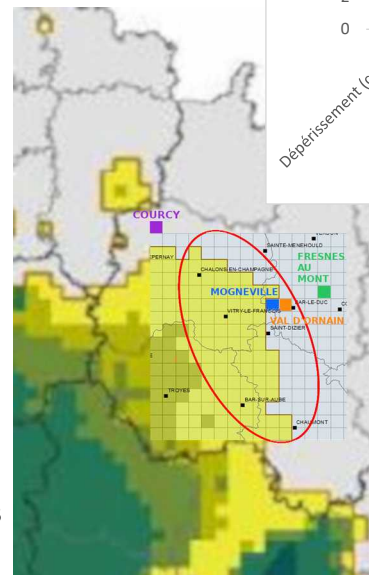 0
Dépérissement (
COURCY
SAINTE-MENEHOULD
PERNAY
FRESNES
AU
MONT
CHALONS-EN-CHAMPAGNE
MOGNEVILLE
BAR-LE-DUC
VITRY-LE-FRANCOIS
VAL D'ORNAIN
SAINT-DIZIER
TROYES
BAR-SUR-AUBE
CHAUMONT